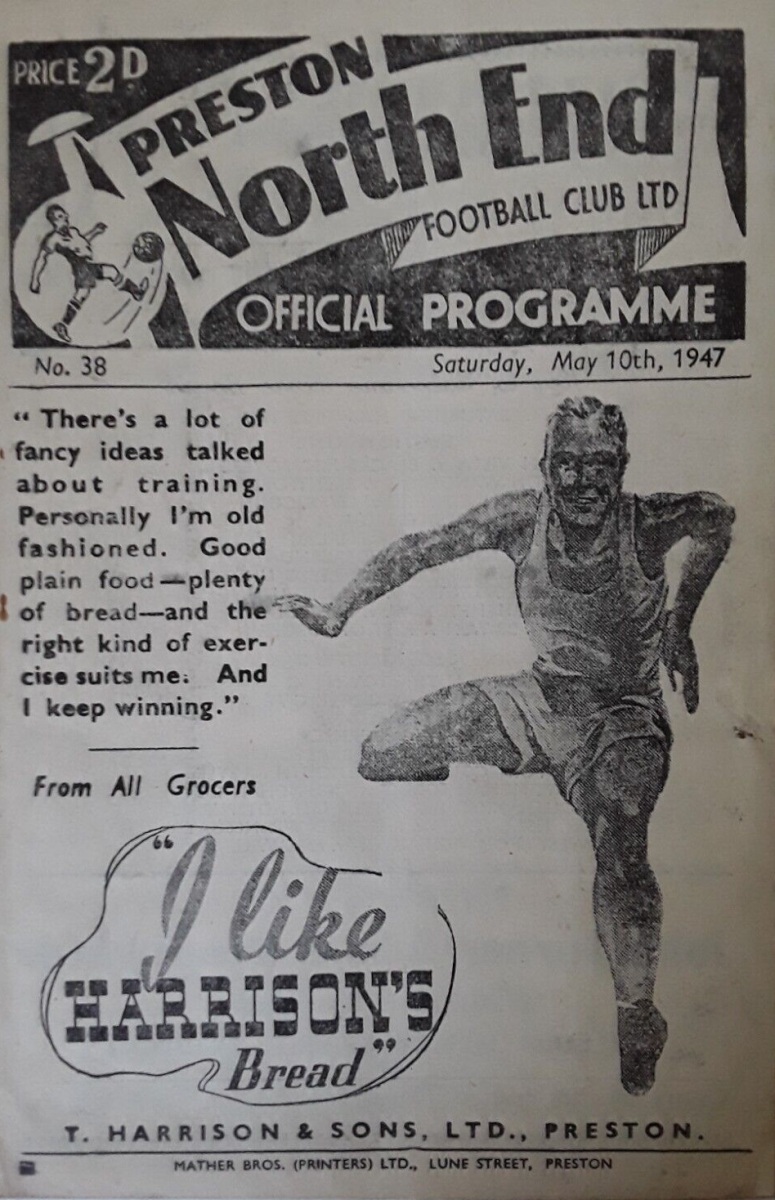 PRICE 2D
PRESTON
North End
FOOTBALL CLUB LTD
OFFICIAL PROGRAMME
No. 38
Saturday, May 10th, 1947
“ There's a lot of
fancy ideas talked
about training.
Personally I'm old
fashioned. Good
plain food—plenty
of bread—and the
right kind of exer-
cise suits me. And
I keep winning.”
From All Grocers
“I like
HARRISON'S
Bread”
T. HARRISON & SONS, LTD., PRESTON.
MATHER BROS. (PRINTERS) LTD., LUNE STREET, PRESTON